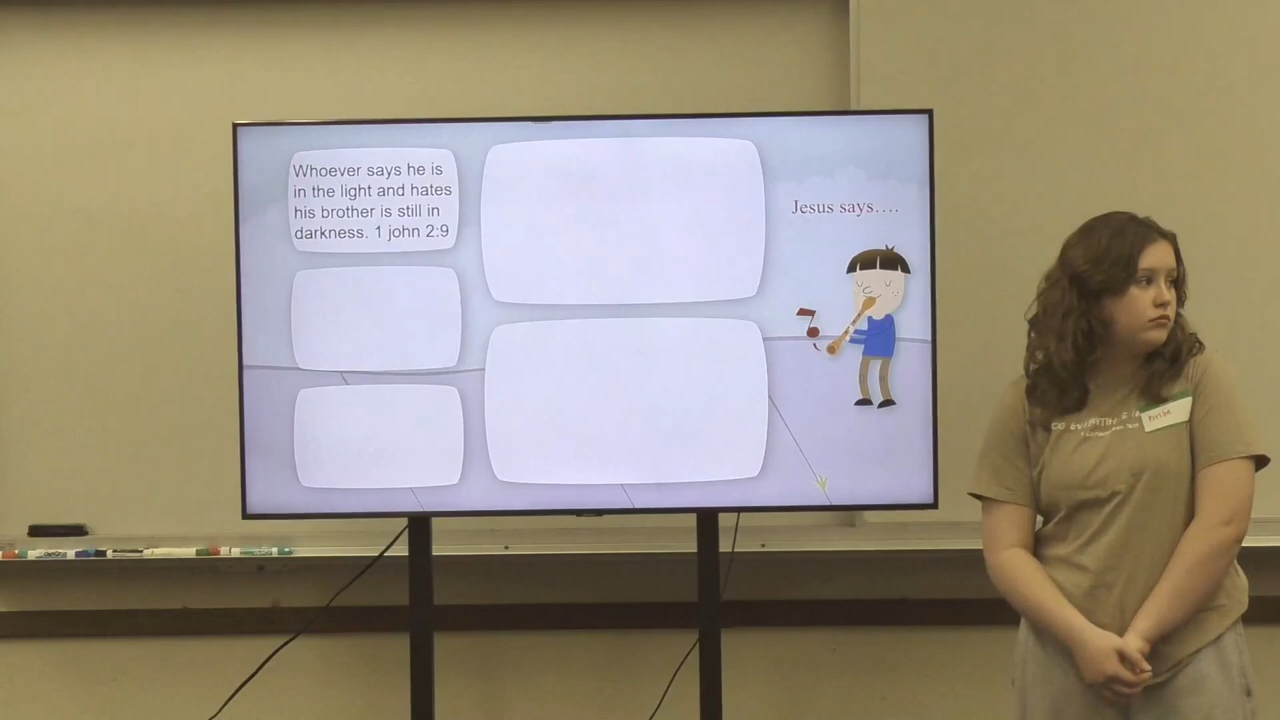 Whoever says he is
in the light and hates
his brother is still in
darkness. 1 john 2:9
Jesus says....